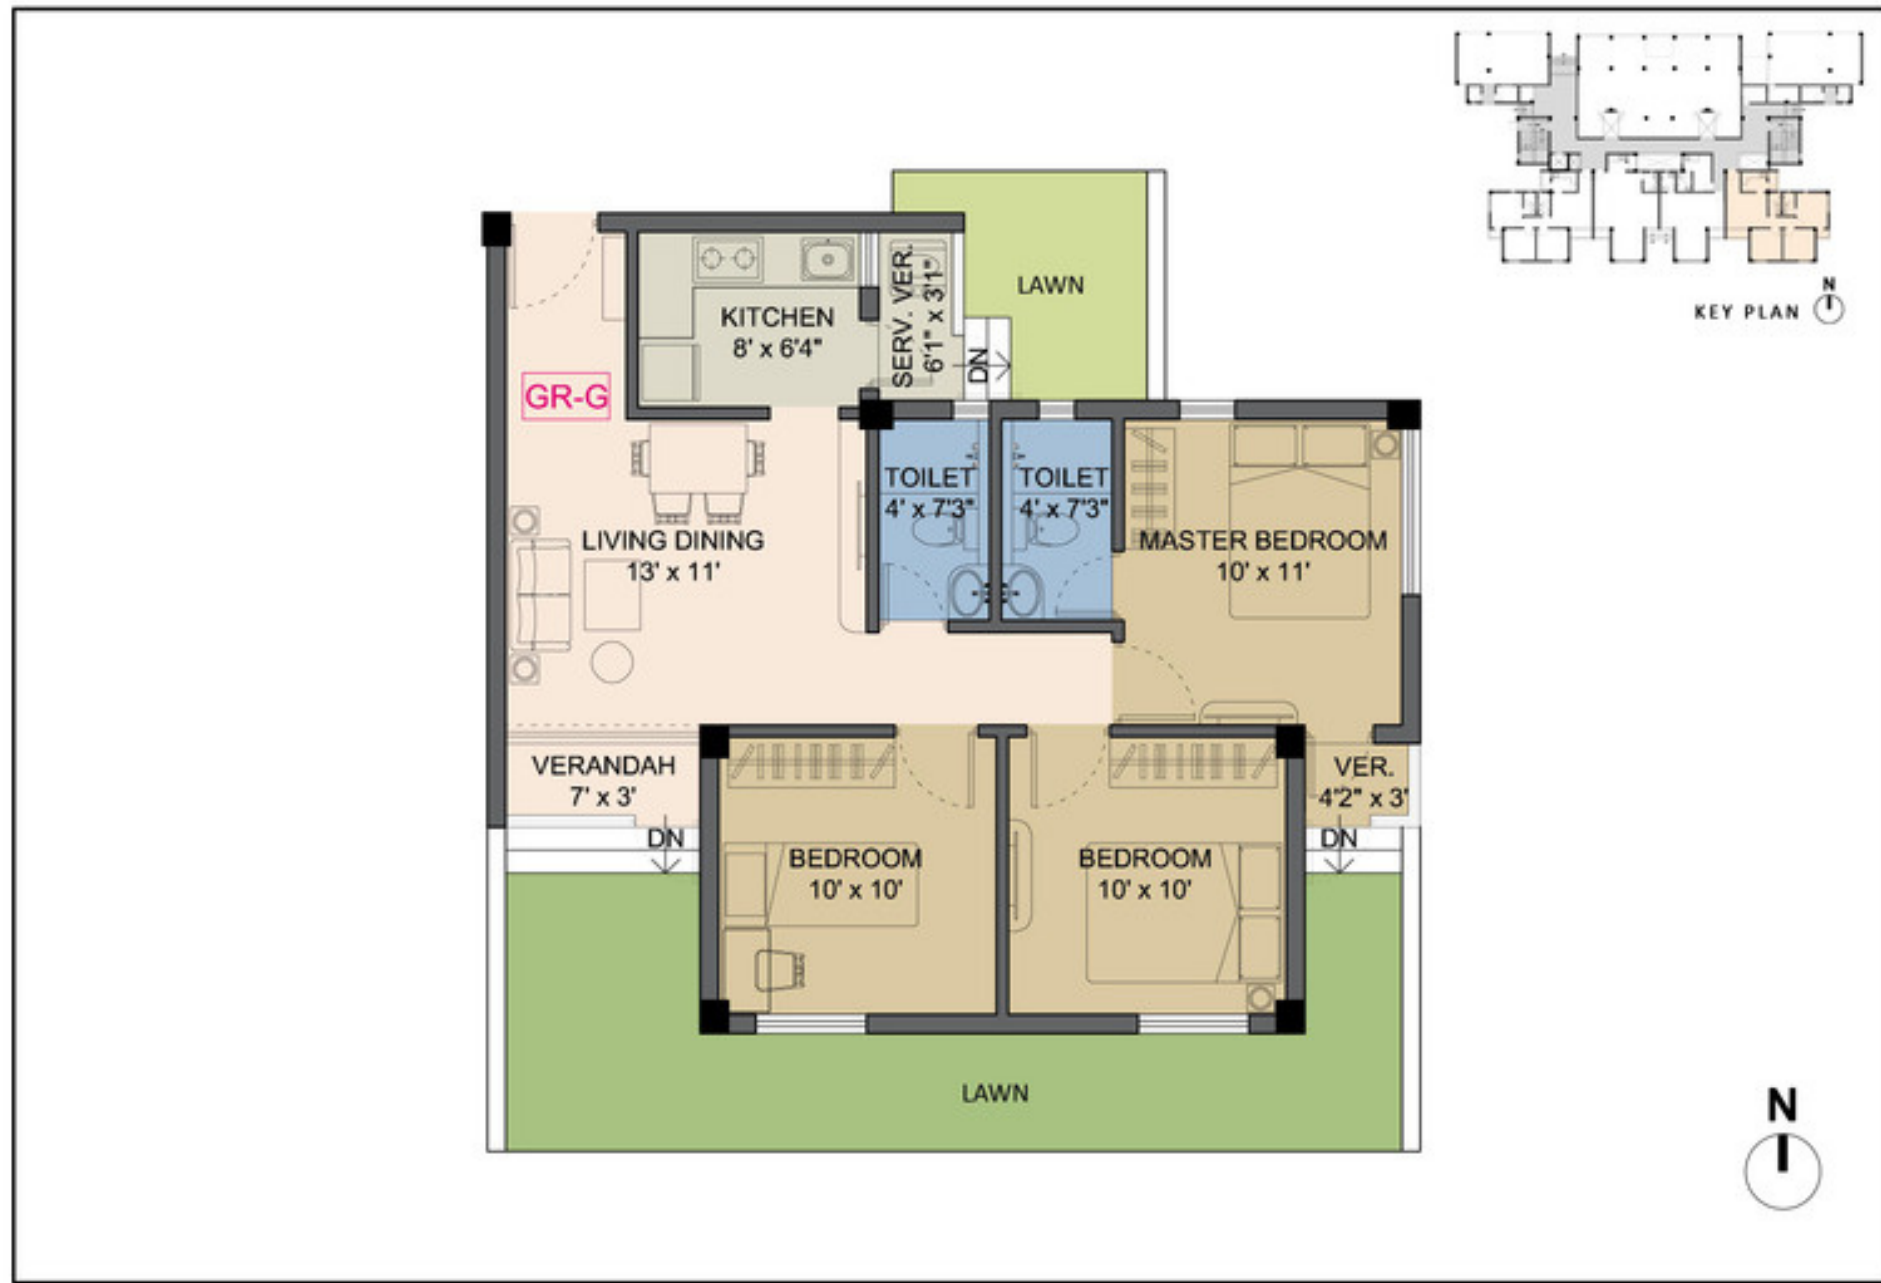 N
KEY PLAN
LAWN
KITCHEN
8' x 6'4"
SERV. VER.
6'1" x 3'1"
DN
GR-G
TOILET
4' x 7'3"
TOILET
4' x 7'3"
LIVING DINING
13' x 11'
MASTER BEDROOM
10' x 11'
VERANDAH
7' x 3'
DN
VER.
4'2" x 3'
DN
BEDROOM
10' x 10'
BEDROOM
10' x 10'
LAWN
N